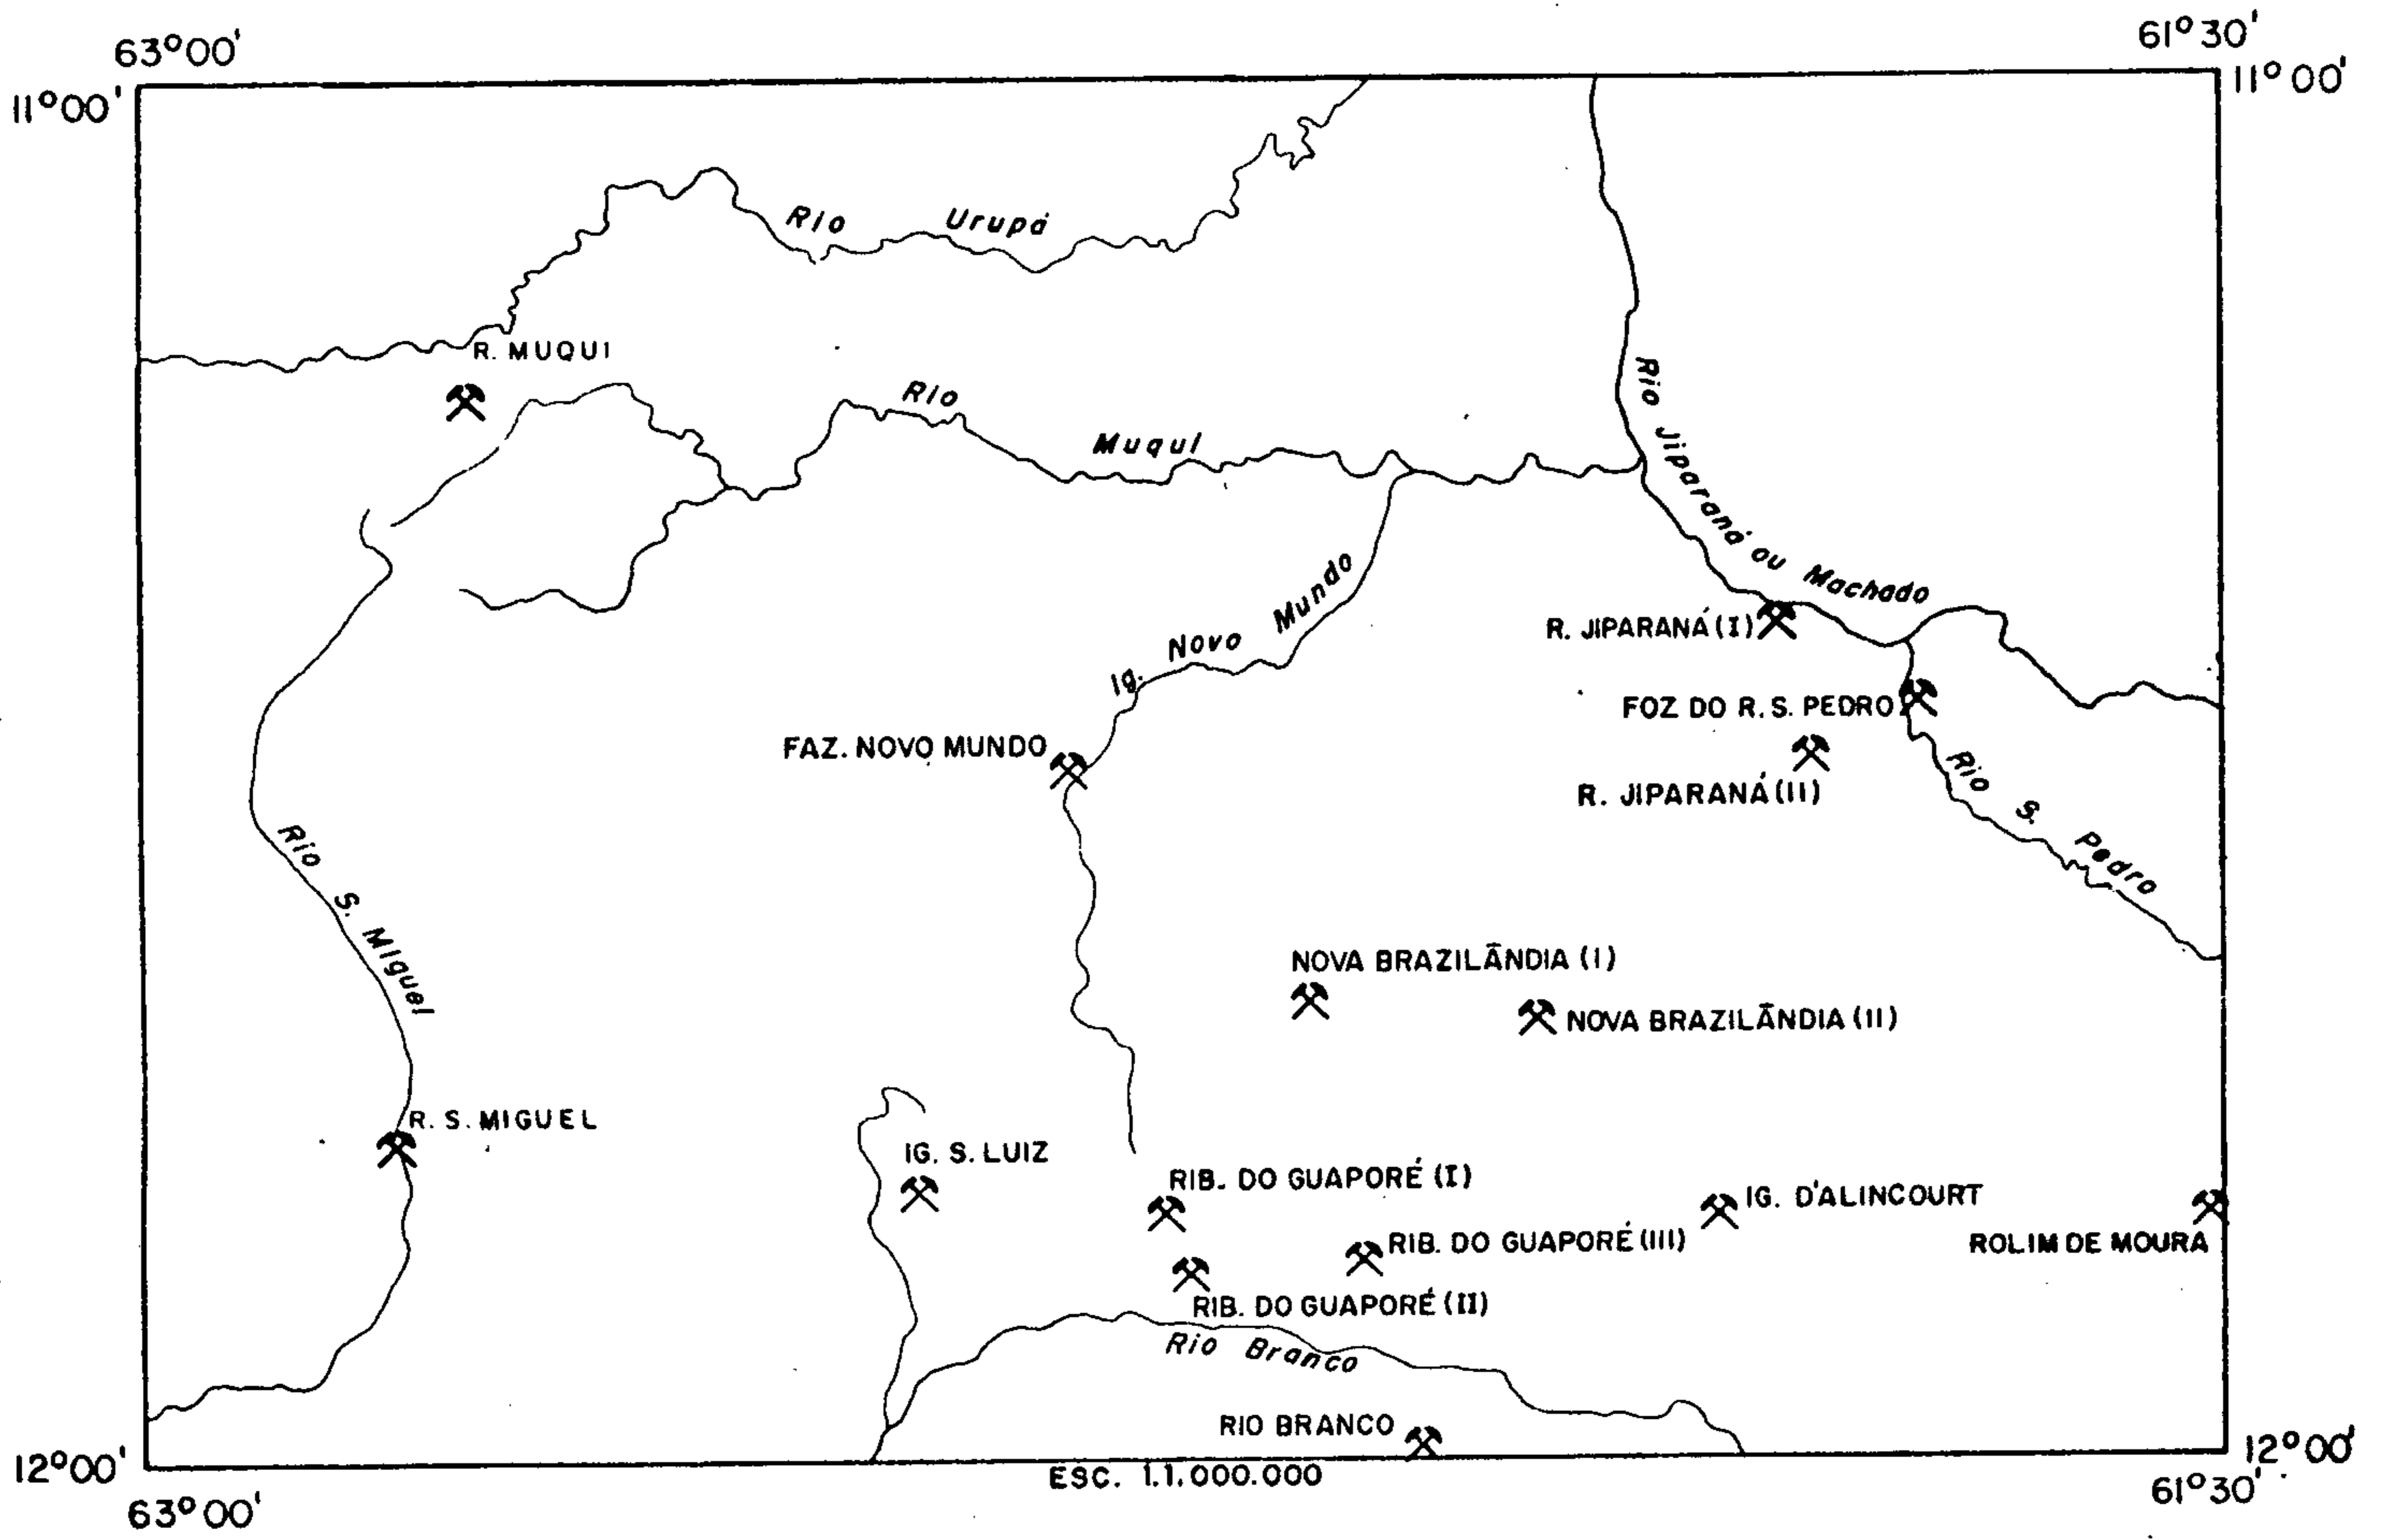 63°00'
61°30'
11°00'
11°00'
Rio Urupá
R. MUQUI
Rio Muqui
Rio Jiparaná ou Machado
Ig. Novo Mundo
R. JIPARANÁ (I)
FOZ DO R. S. PEDRO
FAZ. NOVO MUNDO
R. JIPARANÁ (II)
Rio S. Pedro
Rio S. Miguel
NOVA BRAZILÃNDIA (I)
NOVA BRAZILÃNDIA (II)
R. S. MIGUEL
IG. S. LUIZ
RIB. DO GUAPORÉ (I)
IG. D'ALINCOURT
RIB. DO GUAPORÉ (III)
ROLIM DE MOURA
RIB. DO GUAPORÉ (II)
Rio Branco
RIO BRANCO
12°00'
12°00'
ESC. 1.1.000.000
63°00'
61°30'